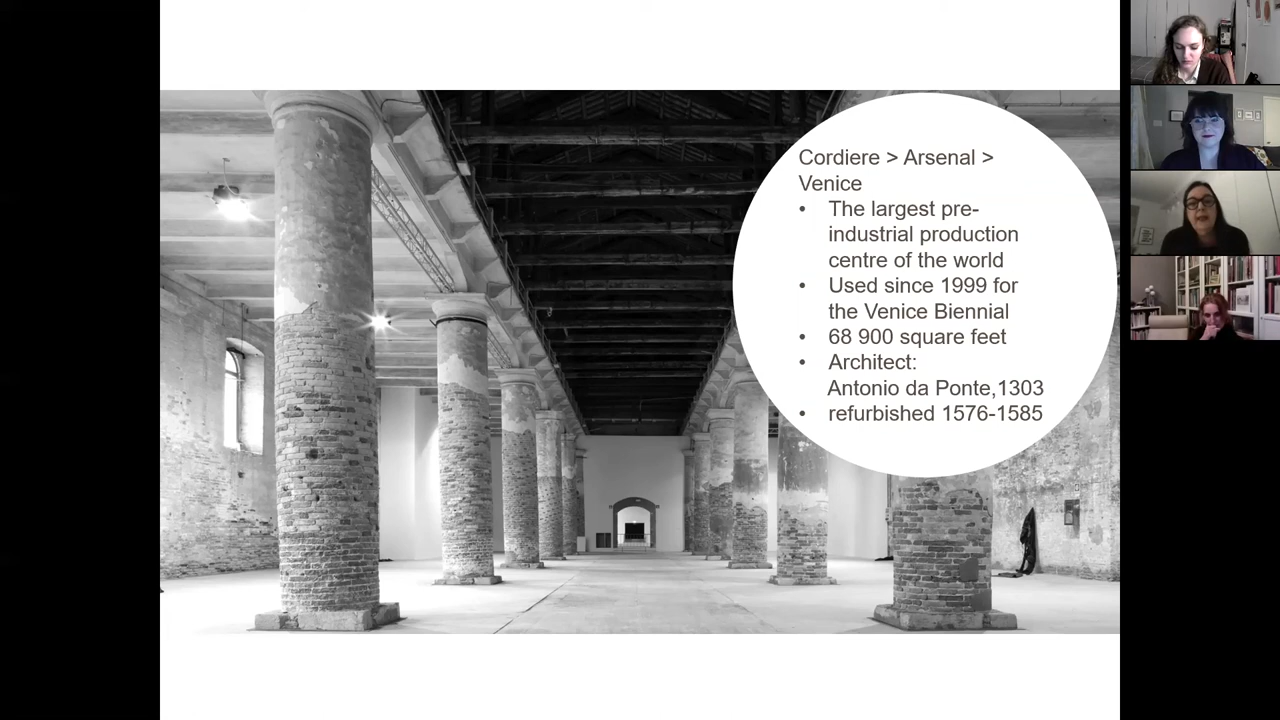 Cordiere > Arsenal >
Venice
• The largest pre-
industrial production
centre of the world
• Used since 1999 for
the Venice Biennial
• 68 900 square feet
• Architect:
Antonio da Ponte,1303
• refurbished 1576-1585